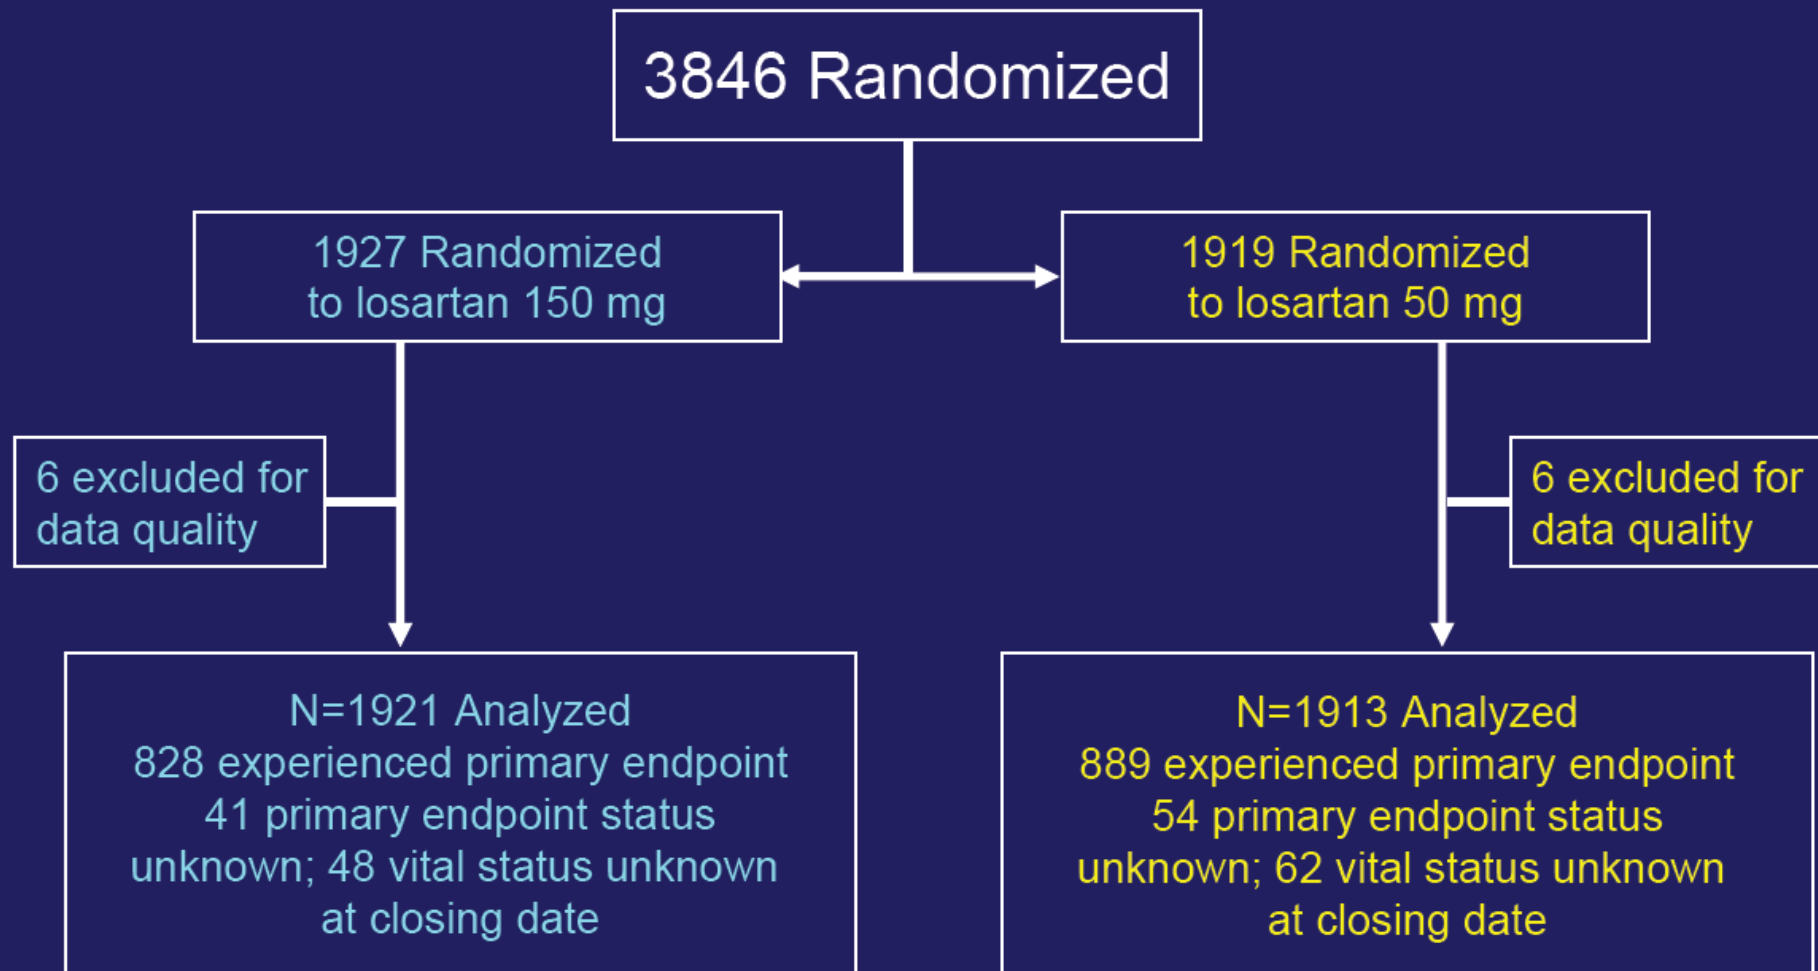 3846 Randomized
1927 Randomized
to losartan 150 mg
1919 Randomized
to losartan 50 mg
6 excluded for
data quality
6 excluded for
data quality
N=1921 Analyzed
828 experienced primary endpoint
41 primary endpoint status
unknown; 48 vital status unknown
at closing date
N=1913 Analyzed
889 experienced primary endpoint
54 primary endpoint status
unknown; 62 vital status unknown
at closing date